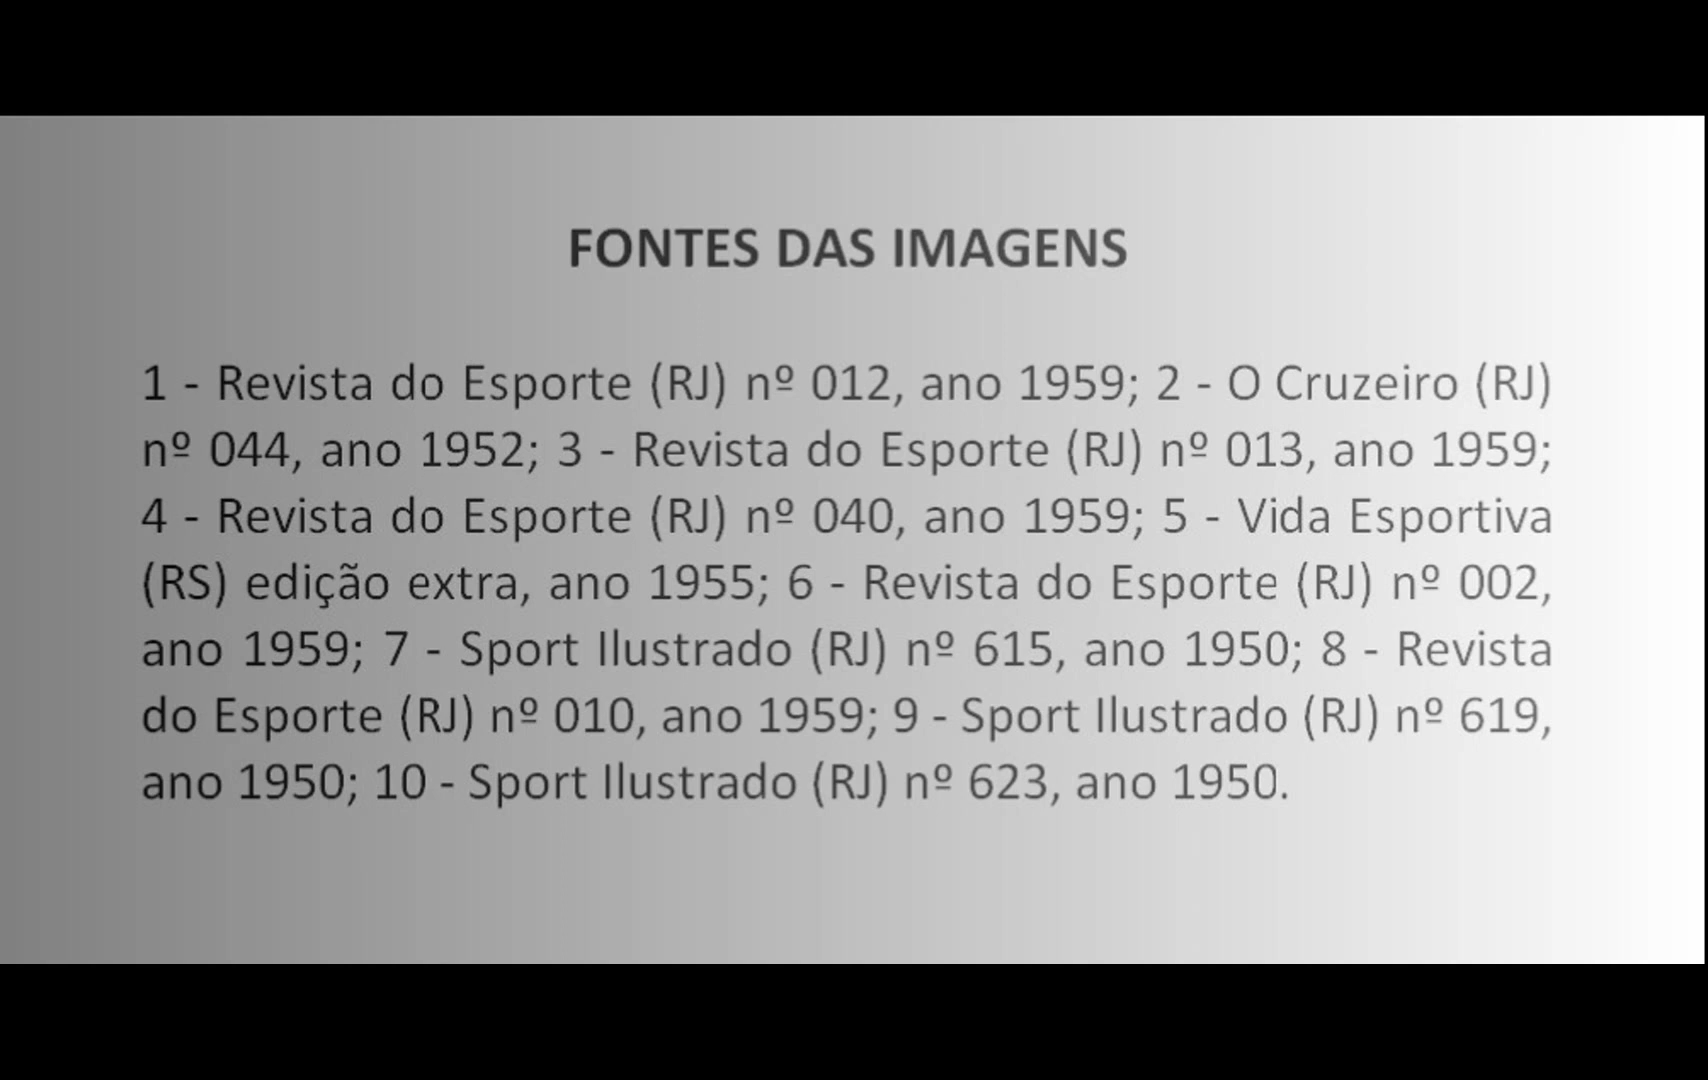 FONTES DAS IMAGENS
1 - Revista do Esporte (RJ) nº 012, ano 1959; 2 - O Cruzeiro (RJ)
nº 044, ano 1952; 3 - Revista do Esporte (RJ) nº 013, ano 1959;
4 - Revista do Esporte (RJ) nº 040, ano 1959; 5 - Vida Esportiva
(RS) edição extra, ano 1955; 6 - Revista do Esporte (RJ) nº 002,
ano 1959; 7 - Sport Ilustrado (RJ) nº 615, ano 1950; 8 - Revista
do Esporte (RJ) nº 010, ano 1959; 9 - Sport Ilustrado (RJ) nº 619,
ano 1950; 10 - Sport Ilustrado (RJ) nº 623, ano 1950.